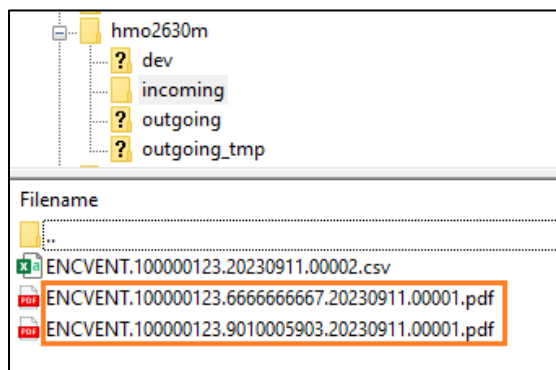 hmo2630m
dev
incoming
outgoing
outgoing_tmp
Filename
..
ENCVENT.100000123.20230911.00002.csv
ENCVENT.100000123.6666666667.20230911.00001.pdf
ENCVENT.100000123.9010005903.20230911.00001.pdf